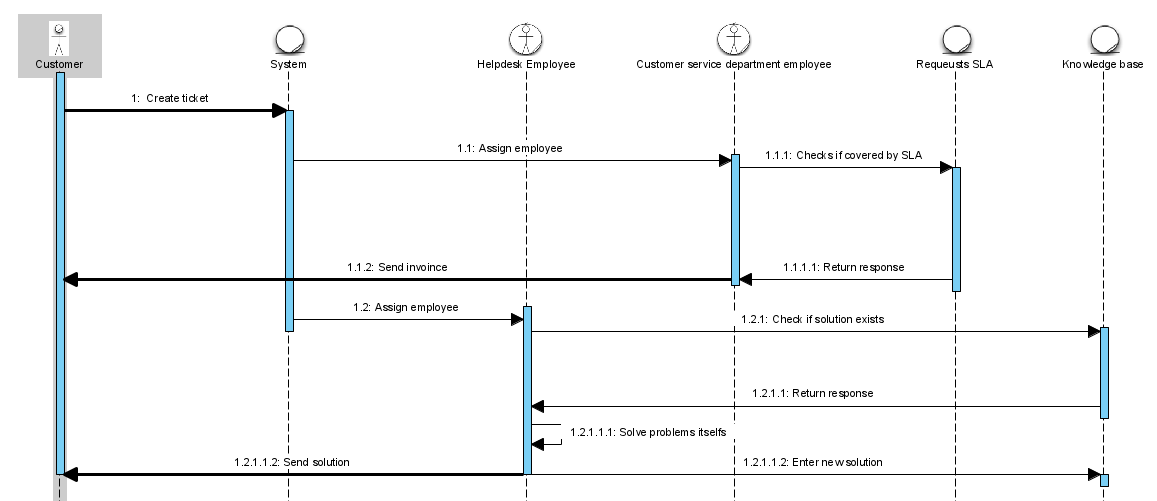 Customer
System
Helpdesk Employee
Customer service department employee
Requeusts SLA
Knowledge base
1: Create ticket
1.1: Assign employee
1.1.1: Checks if covered by SLA
1.1.2: Send invoince
1.1.1.1: Return response
1.2: Assign employee
1.2.1: Check if solution exists
1.2.1.1: Return response
1.2.1.1.1: Solve problems itselfs
1.2.1.1.2: Send solution
1.2.1.1.2: Enter new solution